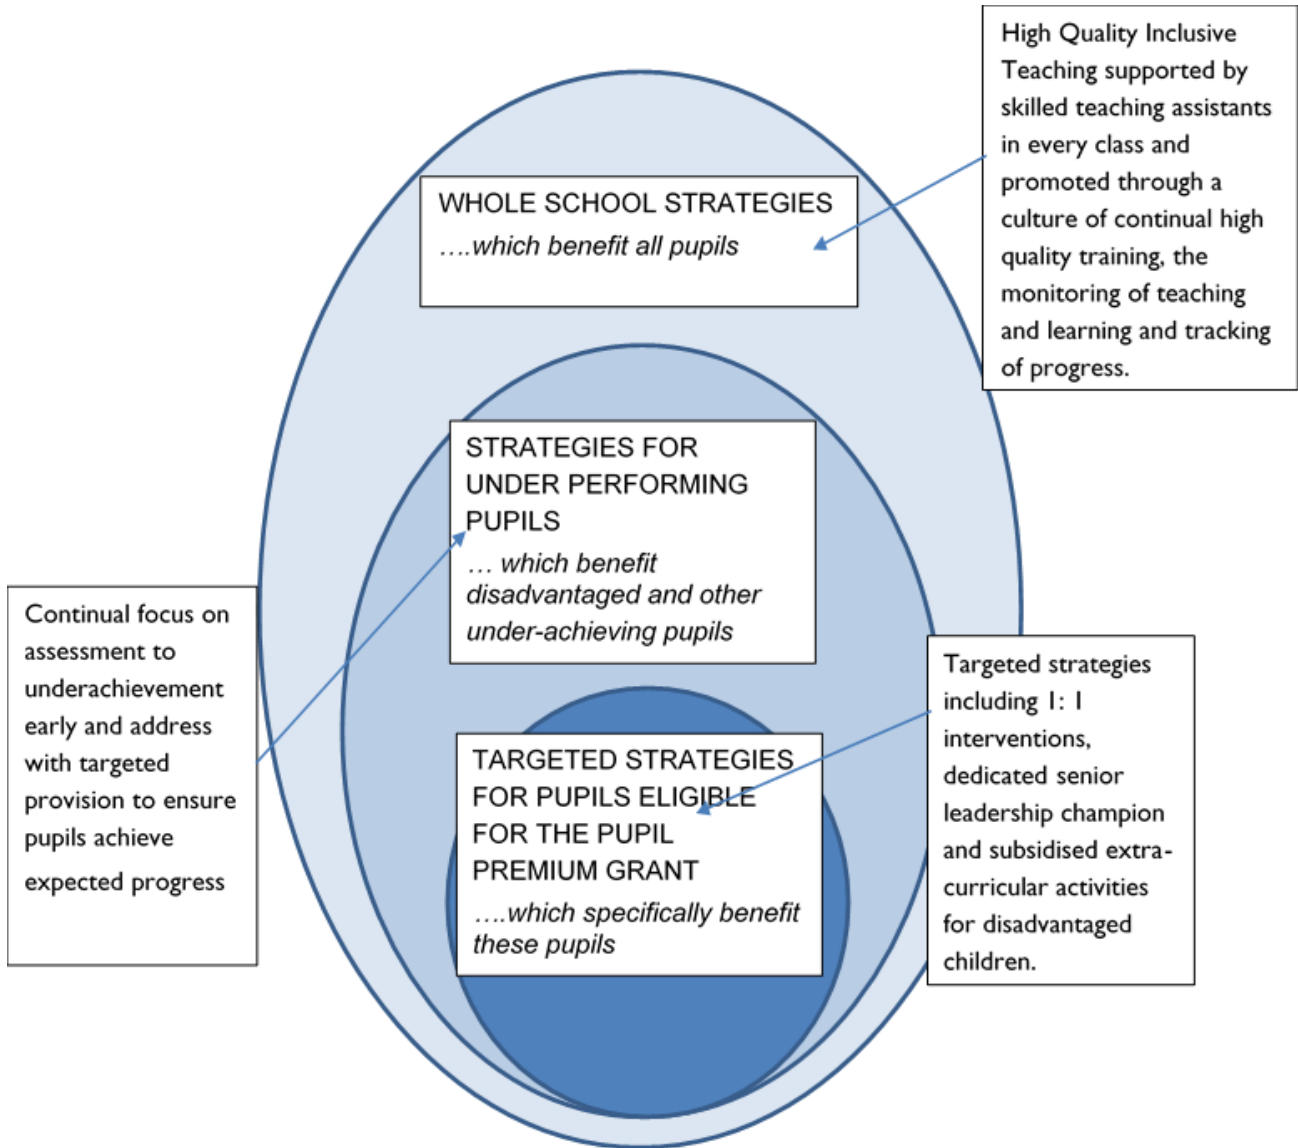 High Quality Inclusive
Teaching supported by
skilled teaching assistants
in every class and
promoted through a
culture of continual high
quality training, the
monitoring of teaching
and learning and tracking
of progress.
WHOLE SCHOOL STRATEGIES
….which benefit all pupils
STRATEGIES FOR
UNDER PERFORMING
PUPILS
… which benefit
disadvantaged and other
under-achieving pupils
Continual focus on
assessment to
underachievement
early and address
with targeted
provision to ensure
pupils achieve
expected progress
Targeted strategies
including 1: 1
interventions,
dedicated senior
leadership champion
and subsidised extra-
curricular activities
for disadvantaged
children.
TARGETED STRATEGIES
FOR PUPILS ELIGIBLE
FOR THE PUPIL
PREMIUM GRANT
….which specifically benefit
these pupils